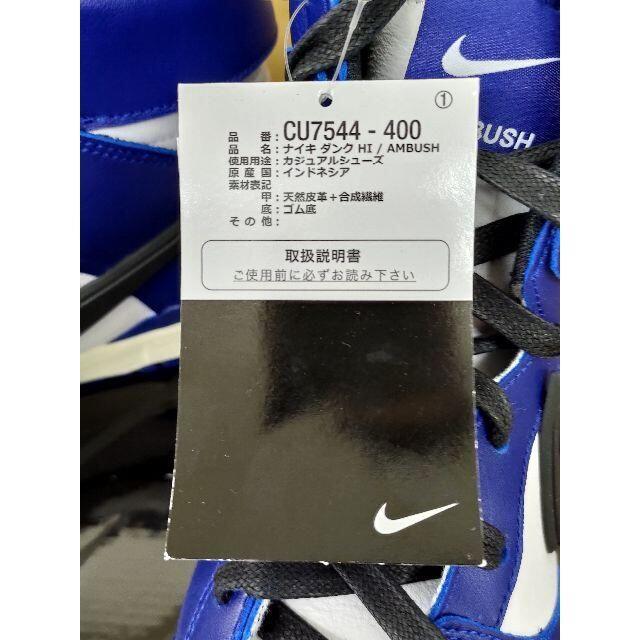 ①
品番：CU7544 - 400
品名：ナイキ ダンク HI / AMBUSH
使用用途：カジュアルシューズ
原産国：インドネシア
素材表記
甲：天然皮革＋合成繊維
底：ゴム底
その他：
取扱説明書
ご使用前に必ずお読み下さい
BUSH